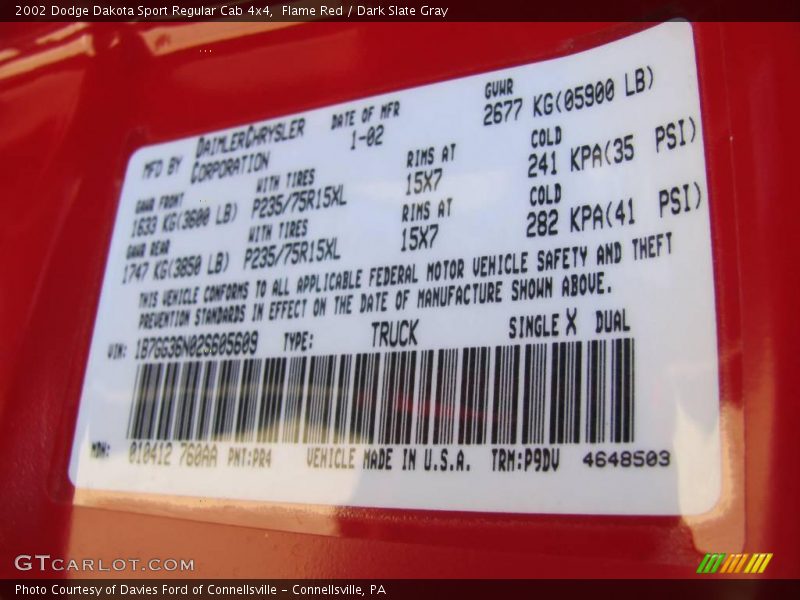 2002 Dodge Dakota Sport Regular Cab 4x4, Flame Red / Dark Slate Gray
MFD BY DAIMLERCHRYSLER CORPORATION DATE OF MFR 1-02 GVWR 2677 KG(05900 LB)
GAWR FRONT WITH TIRES RIMS AT COLD
1633 KG(3600 LB) P235/75R15XL 15X7 241 KPA(35 PSI)
GAWR REAR WITH TIRES RIMS AT COLD
1747 KG(3850 LB) P235/75R15XL 15X7 282 KPA(41 PSI)
THIS VEHICLE CONFORMS TO ALL APPLICABLE FEDERAL MOTOR VEHICLE SAFETY AND THEFT
PREVENTION STANDARDS IN EFFECT ON THE DATE OF MANUFACTURE SHOWN ABOVE.
VIN: 1B7GG36N02S605609 TYPE: TRUCK SINGLE X DUAL
MDH: 010412 760AA PNT:PR4 VEHICLE MADE IN U.S.A. TRM:P9DV 4648503
GTCARLOT.COM
Photo Courtesy of Davies Ford of Connellsville - Connellsville, PA